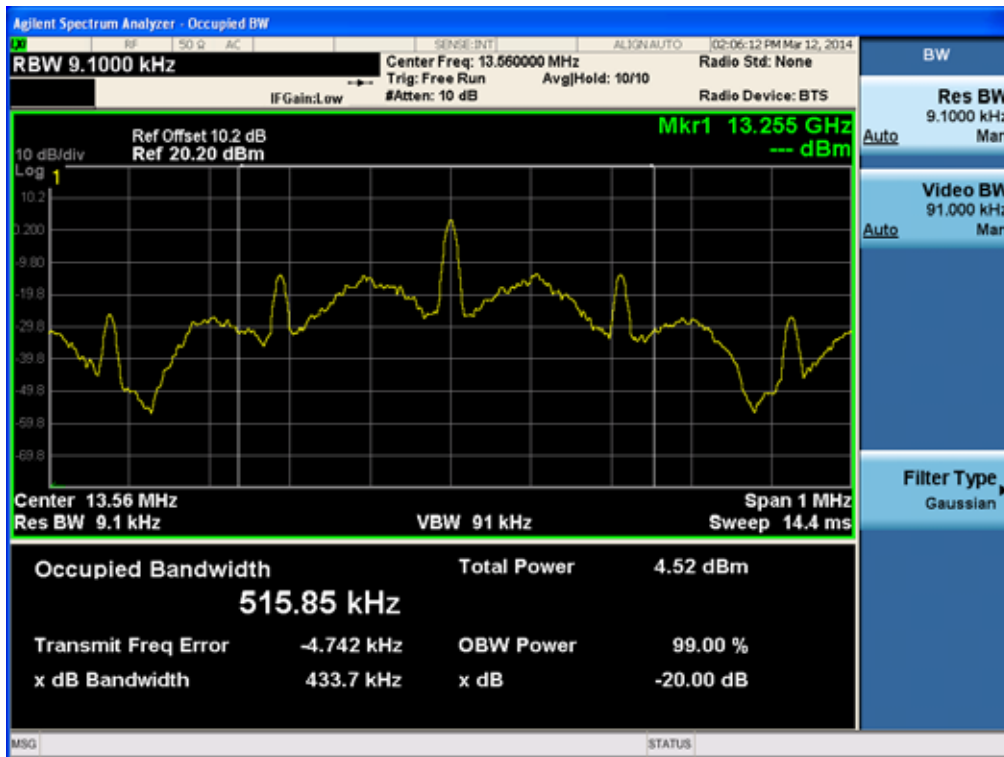 Agilent Spectrum Analyzer - Occupied BW
LXI RF 50 Ω AC SENSE:INT ALIGNAUTO 02:06:12 PM Mar 12, 2014
RBW 9.1000 kHz
Center Freq: 13.560000 MHz Radio Std: None
Trig: Free Run Avg|Hold: 10/10
IFGain:Low #Atten: 10 dB Radio Device: BTS
Mkr1 13.255 GHz
--- dBm
Ref Offset 10.2 dB
10 dB/div Ref 20.20 dBm
Log
1
10.2
0.200
-9.80
-19.8
-29.8
-39.8
-49.8
-59.8
-69.8
Center 13.56 MHz Span 1 MHz
Res BW 9.1 kHz VBW 91 kHz Sweep 14.4 ms
Occupied Bandwidth Total Power 4.52 dBm
515.85 kHz
Transmit Freq Error -4.742 kHz OBW Power 99.00 %
x dB Bandwidth 433.7 kHz x dB -20.00 dB
MSG STATUS
BW
Res BW
9.1000 kHz
Auto Man
Video BW
91.000 kHz
Auto Man
Filter Type
Gaussian